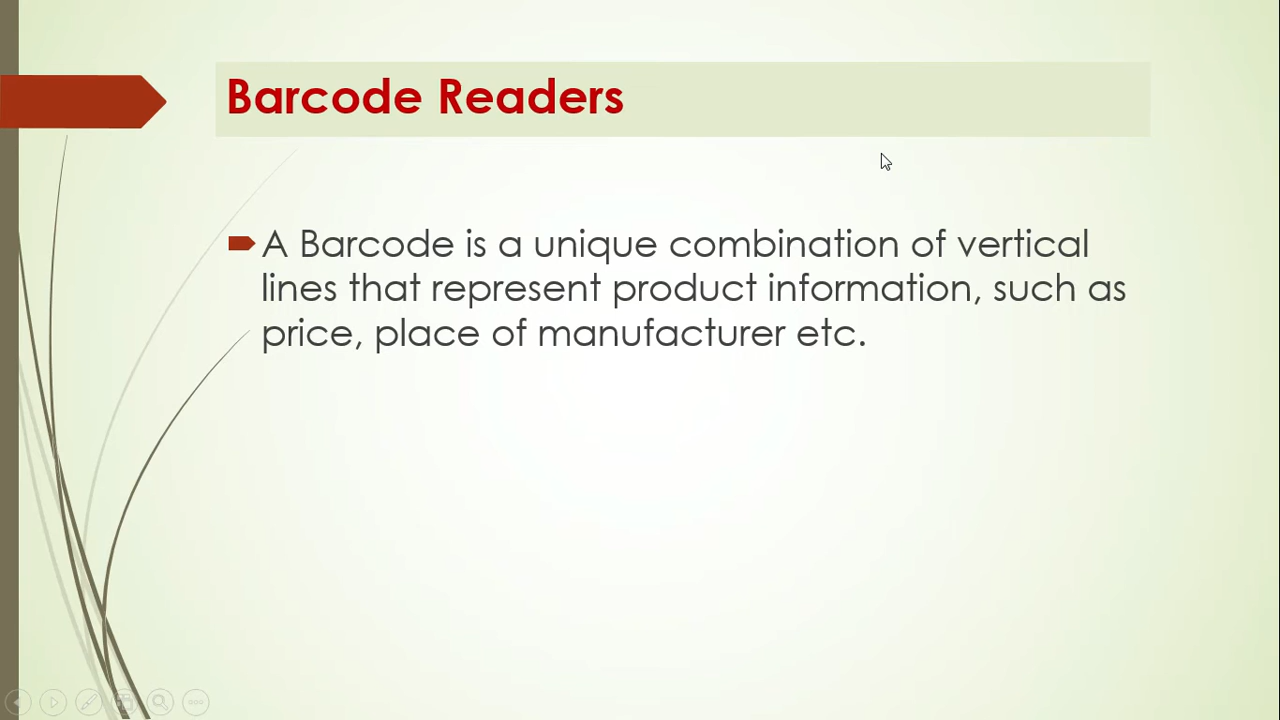 Barcode Readers
A Barcode is a unique combination of vertical
lines that represent product information, such as
price, place of manufacturer etc.